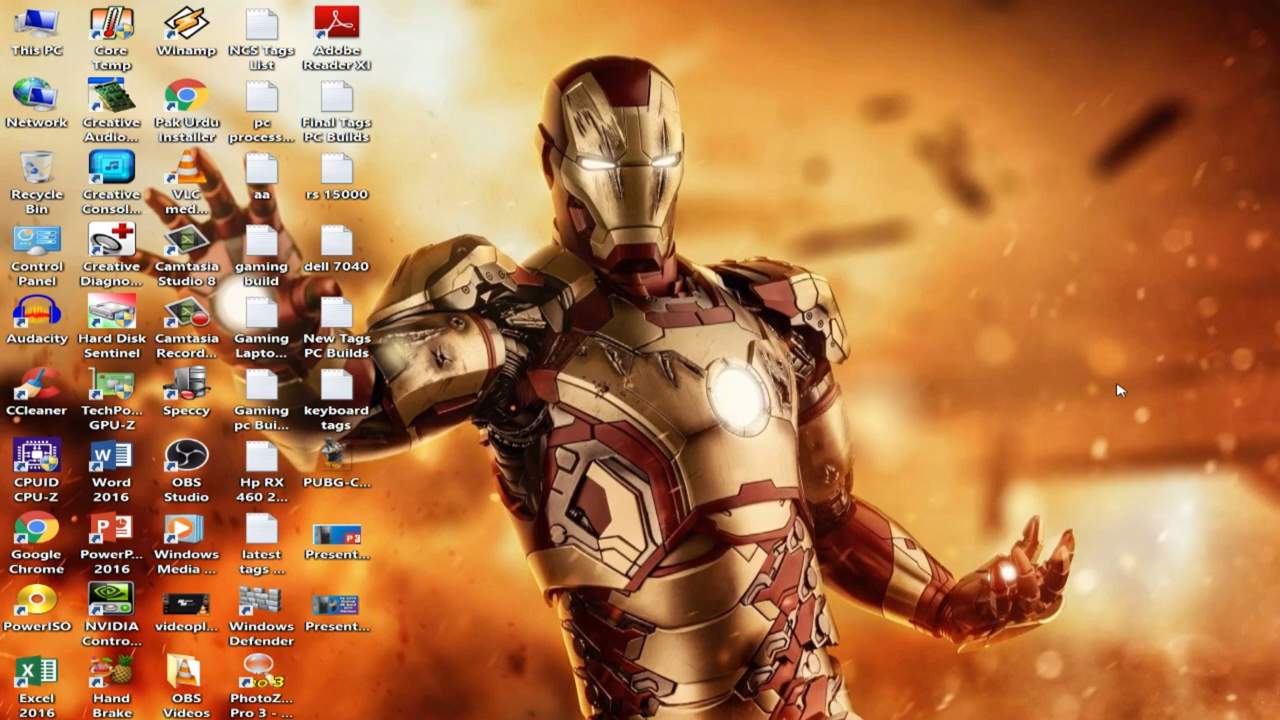 This PC
Core
Temp
Winamp
NCS Tags
List
Adobe
Reader XI
Network
Creative
Audio...
Pak Urdu
Installer
pc
process...
Final Tags
PC Builds
Recycle
Bin
Creative
Consol...
VLC
med...
aa
rs 15000
Control
Panel
Creative
Diagno...
Camtasia
Studio 8
gaming
build
dell 7040
Audacity
Hard Disk
Sentinel
Camtasia
Record...
Gaming
Lapto...
New Tags
PC Builds
CCleaner
TechPo...
GPU-Z
Speccy
Gaming
pc Bui...
keyboard
tags
CPUID
CPU-Z
Word
2016
OBS
Studio
Hp RX
460 2...
PUBG-C...
Google
Chrome
PowerP...
2016
Windows
Media ...
latest
tags ...
Present...
PowerISO
NVIDIA
Contro...
videopl...
Windows
Defender
Present...
Excel
2016
Hand
Brake
OBS
Videos
PhotoZ...
Pro 3 - ...